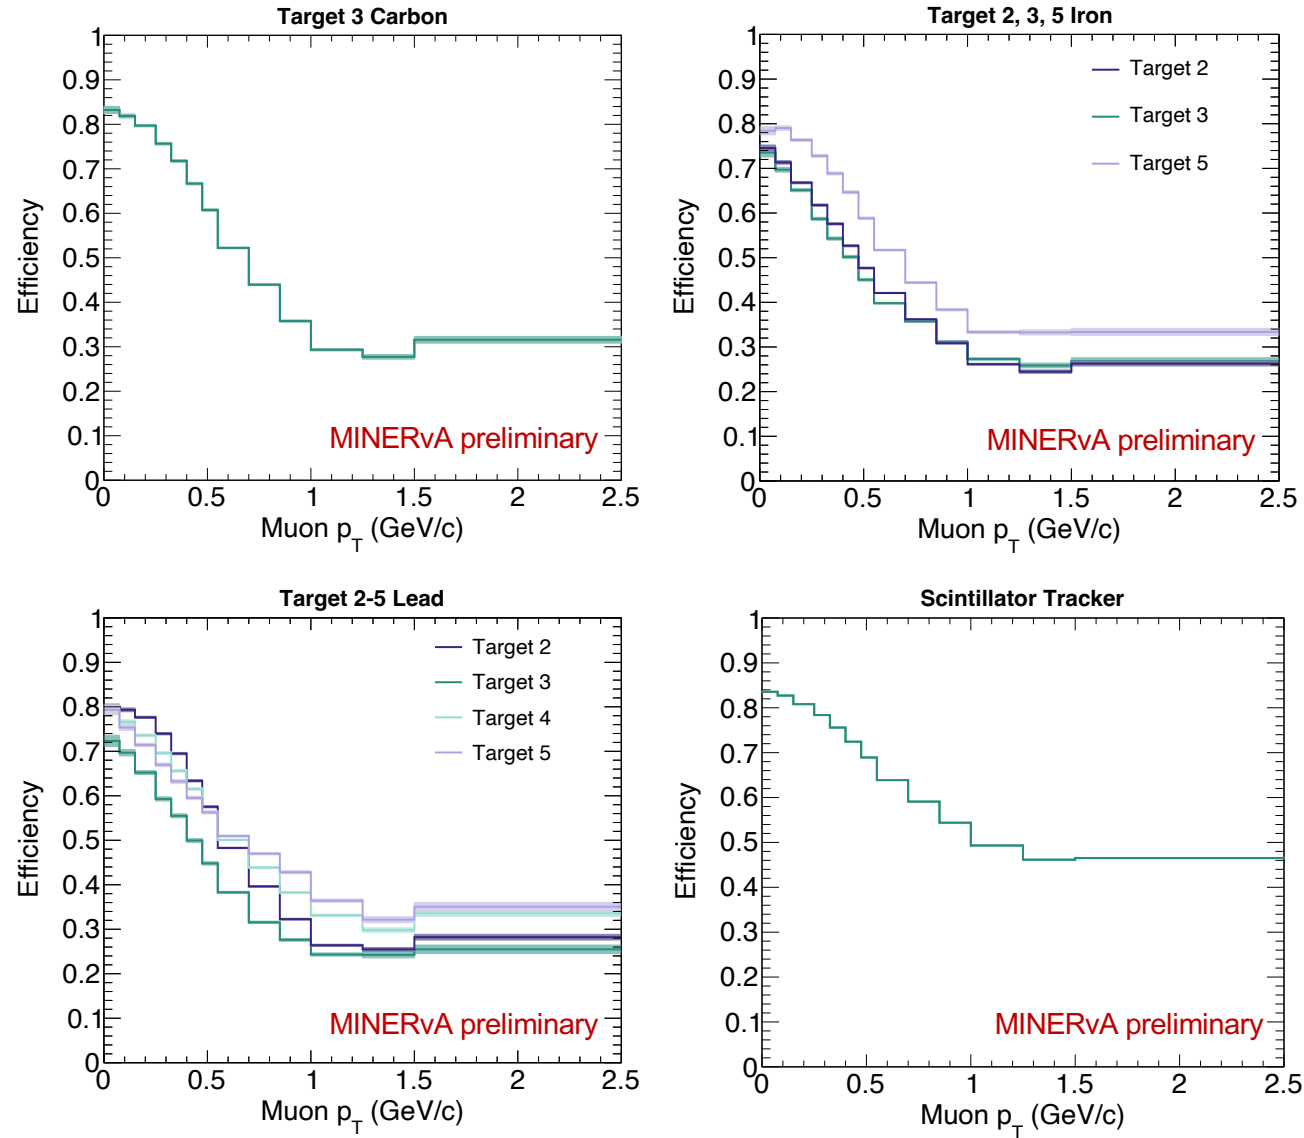 Target 3 Carbon
1
0.9
0.8
0.7
0.6
0.5
0.4
0.3
0.2
0.1
0
Efficiency
MINERvA preliminary
0 0.5 1 1.5 2 2.5
Muon p_T (GeV/c)
Target 2, 3, 5 Iron
1
0.9
0.8
0.7
0.6
0.5
0.4
0.3
0.2
0.1
0
Efficiency
Target 2
Target 3
Target 5
MINERvA preliminary
0 0.5 1 1.5 2 2.5
Muon p_T (GeV/c)
Target 2-5 Lead
1
0.9
0.8
0.7
0.6
0.5
0.4
0.3
0.2
0.1
0
Efficiency
Target 2
Target 3
Target 4
Target 5
MINERvA preliminary
0 0.5 1 1.5 2 2.5
Muon p_T (GeV/c)
Scintillator Tracker
1
0.9
0.8
0.7
0.6
0.5
0.4
0.3
0.2
0.1
0
Efficiency
MINERvA preliminary
0 0.5 1 1.5 2 2.5
Muon p_T (GeV/c)